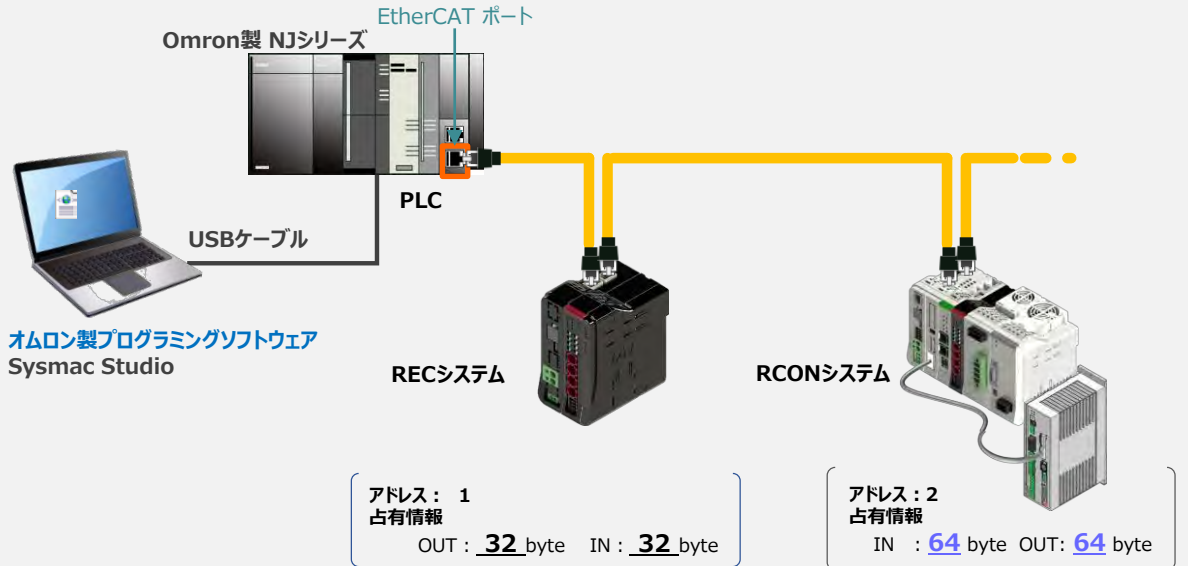 EtherCAT ポート
Omron製 NJシリーズ
PLC
USBケーブル
オムロン製プログラミングソフトウェア
Sysmac Studio
RECシステム
RCONシステム
アドレス： 1
占有情報
OUT : 32 byte IN : 32 byte
アドレス：2
占有情報
IN : 64 byte OUT: 64 byte